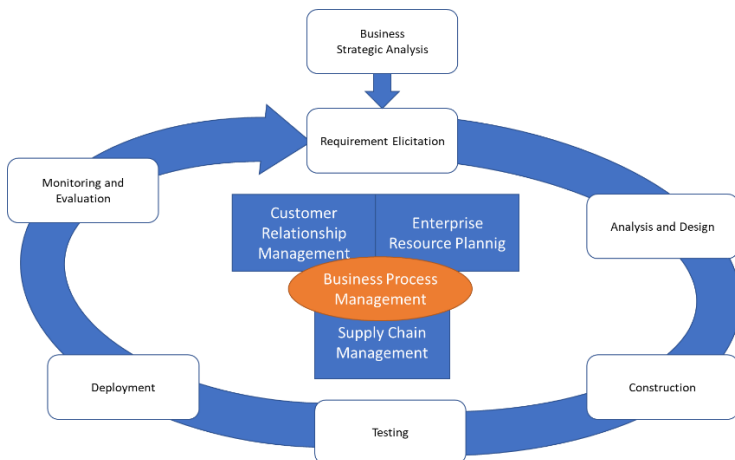 Business
Strategic Analysis
Requirement Elicitation
Monitoring and
Evaluation
Analysis and Design
Customer
Relationship
Management
Enterprise
Resource Plannig
Business Process
Management
Supply Chain
Management
Deployment
Construction
Testing